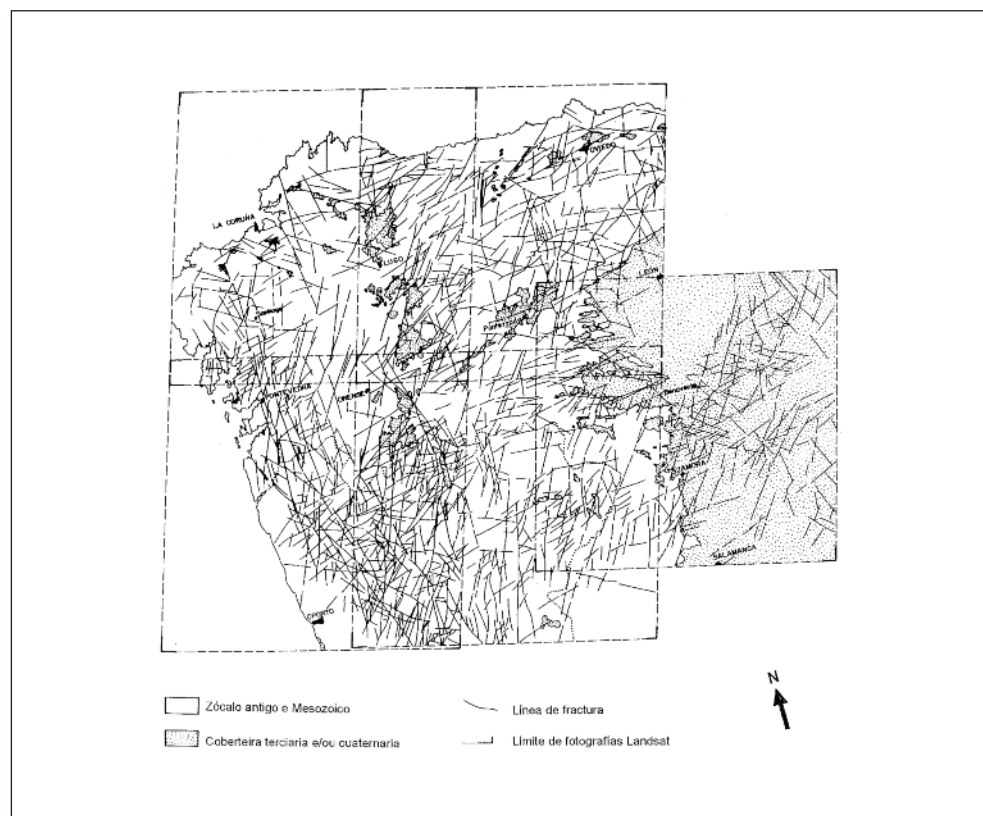 OVIEDO
LA CORUÑA
LUGO
LEON
PONTEVEDRA
ORENSE
ZAMORA
SALAMANCA
OPORTO
N
Zócalo antigo e Mesozoico
Línea de fractura
Coberteira terciaria e/ou cuaternaria
Límite de fotografías Landsat